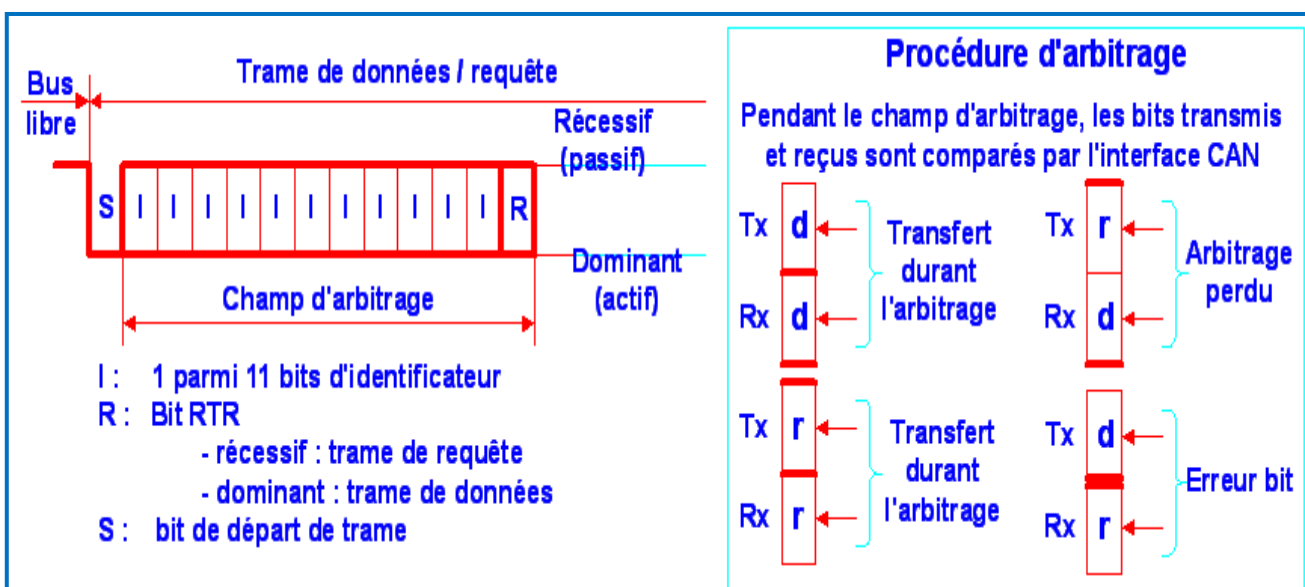 Trame de données / requête
Bus
libre
Récessif
(passif)
S I I I I I I I I I I I R
Dominant
(actif)
Champ d'arbitrage
I : 1 parmi 11 bits d'identificateur
R : Bit RTR
- récessif : trame de requête
- dominant : trame de données
S : bit de départ de trame
Procédure d'arbitrage
Pendant le champ d'arbitrage, les bits transmis
et reçus sont comparés par l'interface CAN
Tx d
Rx d
Transfert
durant
l'arbitrage
Tx r
Rx d
Arbitrage
perdu
Tx r
Rx r
Transfert
durant
l'arbitrage
Tx d
Rx r
Erreur bit